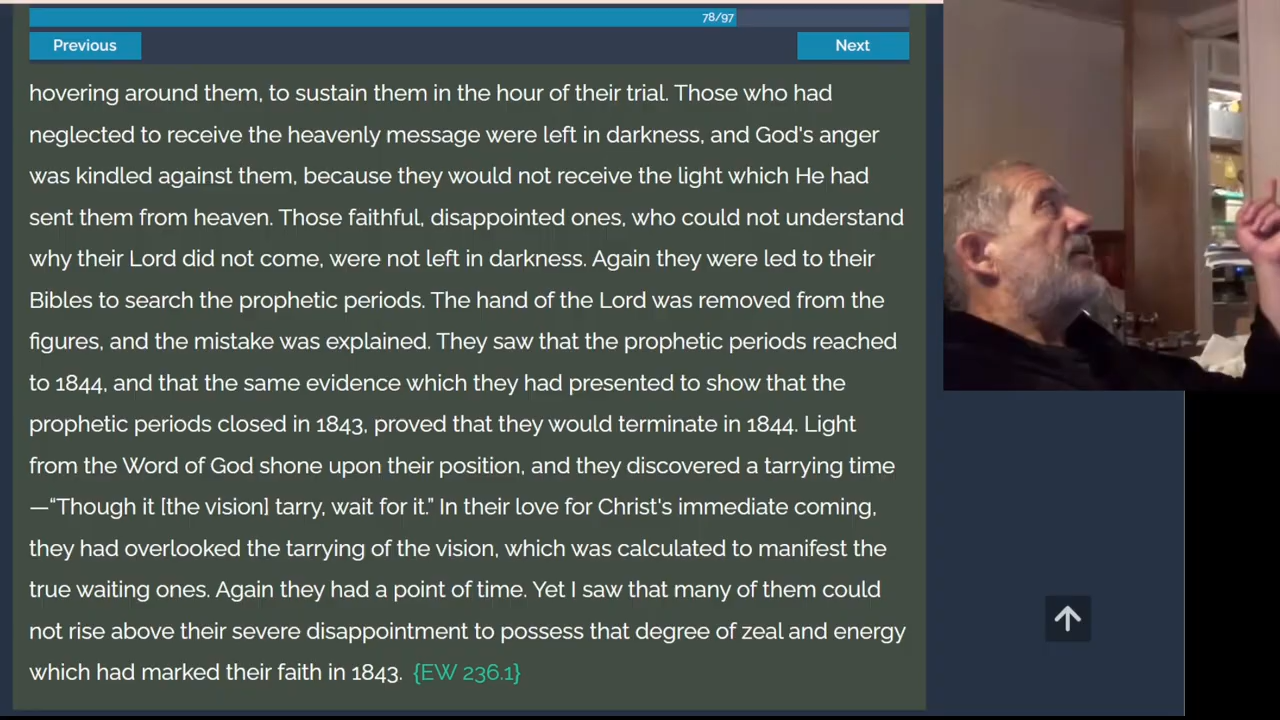 78/97
Previous
Next
hovering around them, to sustain them in the hour of their trial. Those who had
neglected to receive the heavenly message were left in darkness, and God's anger
was kindled against them, because they would not receive the light which He had
sent them from heaven. Those faithful, disappointed ones, who could not understand
why their Lord did not come, were not left in darkness. Again they were led to their
Bibles to search the prophetic periods. The hand of the Lord was removed from the
figures, and the mistake was explained. They saw that the prophetic periods reached
to 1844, and that the same evidence which they had presented to show that the
prophetic periods closed in 1843, proved that they would terminate in 1844. Light
from the Word of God shone upon their position, and they discovered a tarrying time
—“Though it [the vision] tarry, wait for it.” In their love for Christ's immediate coming,
they had overlooked the tarrying of the vision, which was calculated to manifest the
true waiting ones. Again they had a point of time. Yet I saw that many of them could
not rise above their severe disappointment to possess that degree of zeal and energy
which had marked their faith in 1843. {EW 236.1}